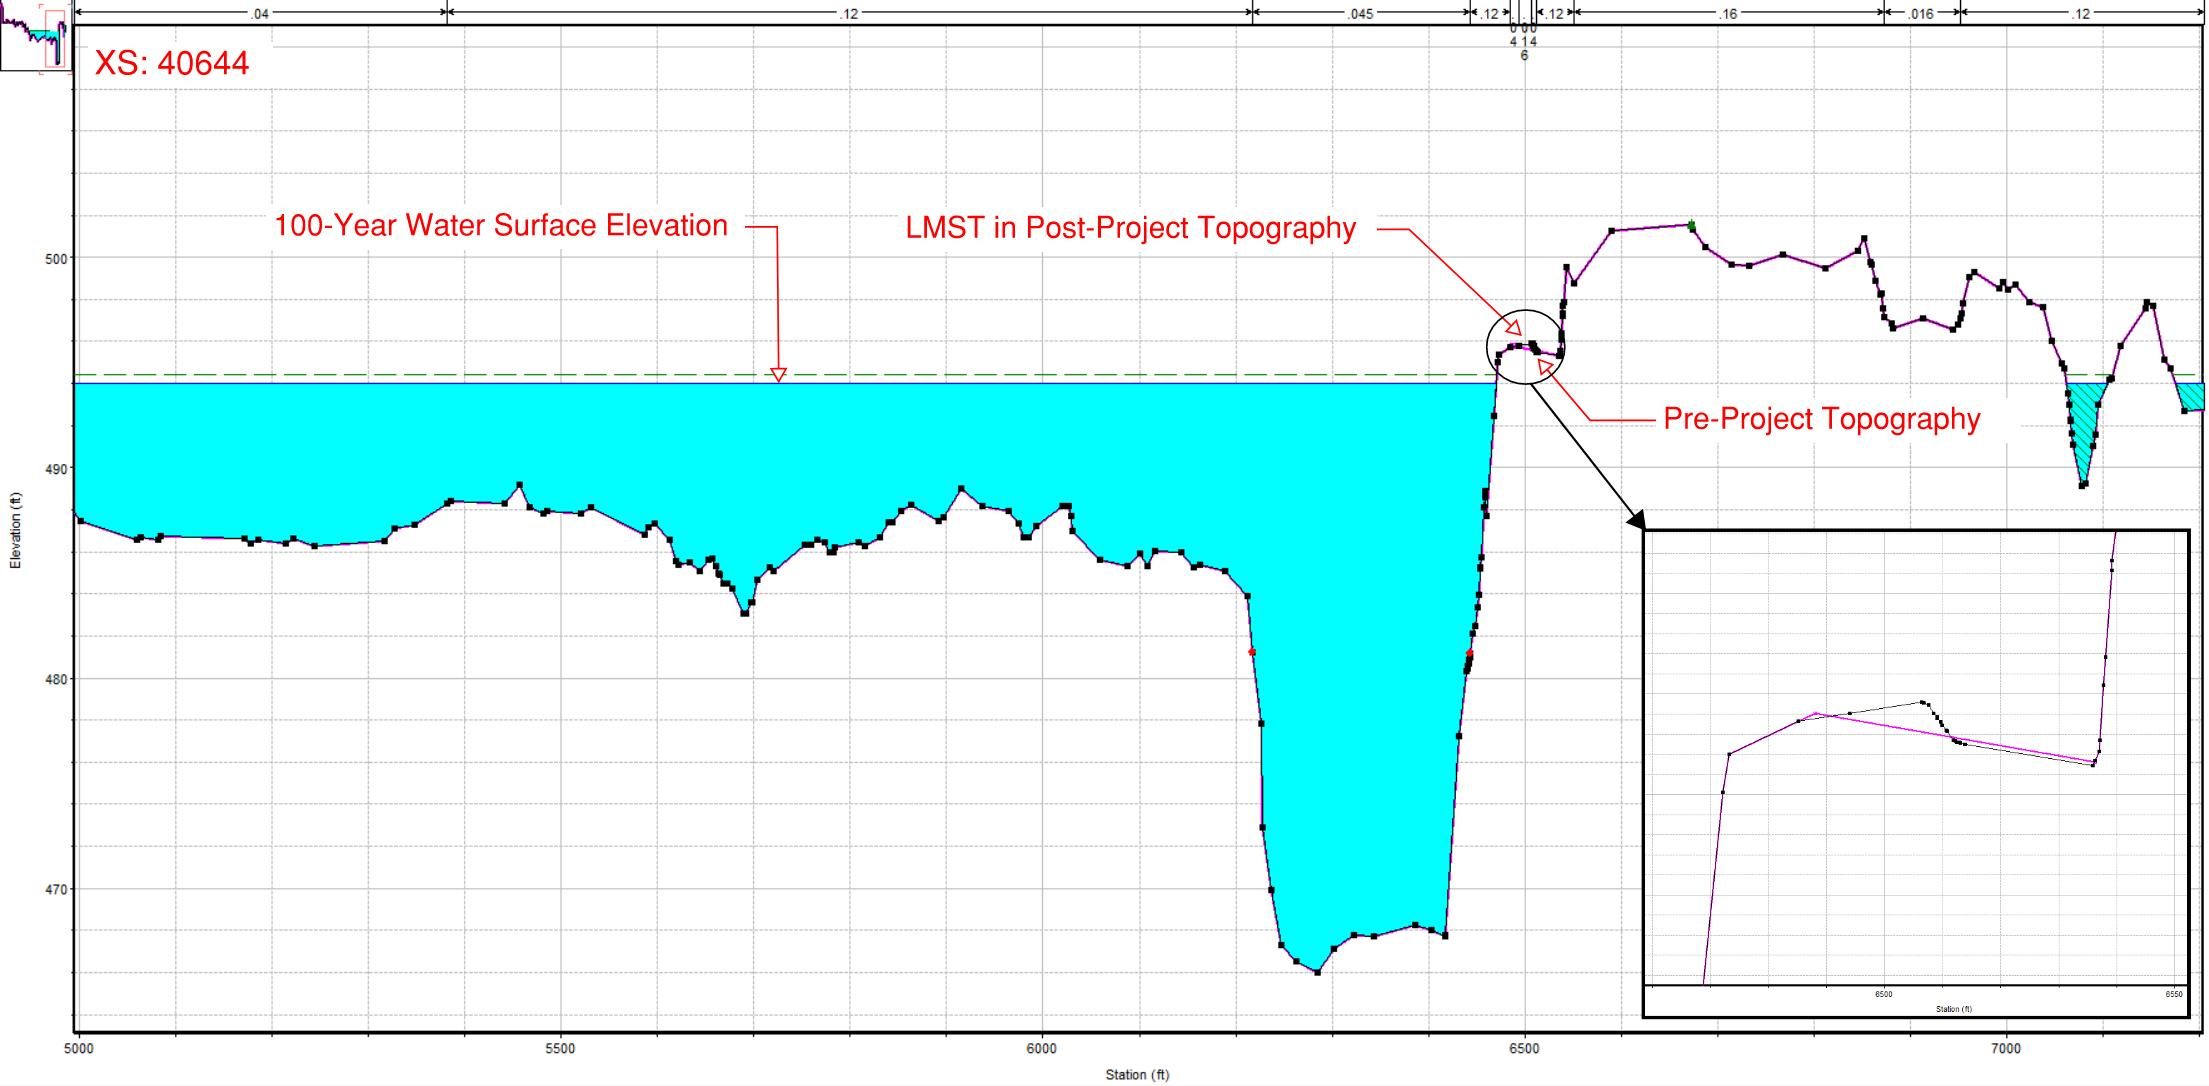 .04 .12 .045 .12 .12 .16 .016 .12
XS: 40644
100-Year Water Surface Elevation
LMST in Post-Project Topography
500
Pre-Project Topography
490
Elevation (ft)
480
470
6500 6550
Station (ft)
5000 5500 6000 6500 7000
Station (ft)